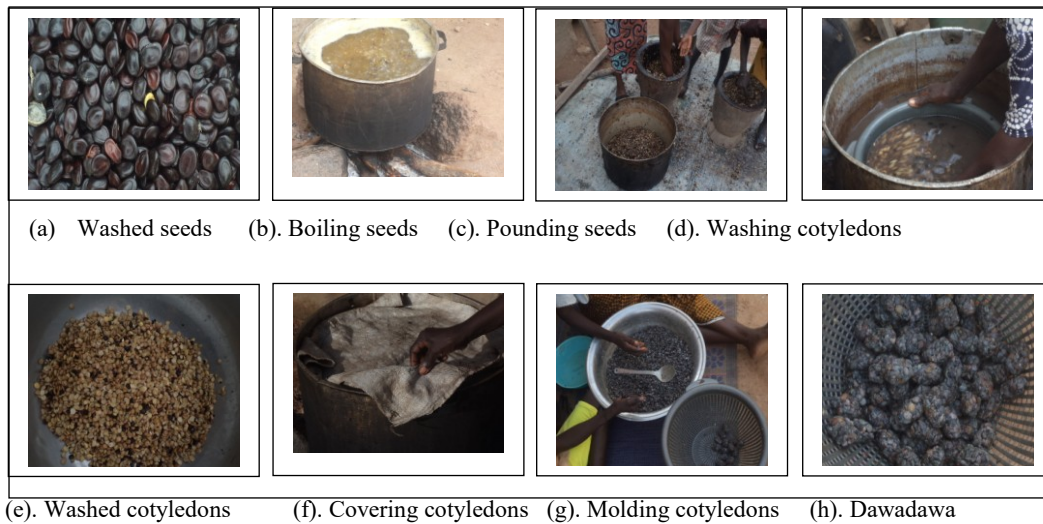 (a) Washed seeds (b). Boiling seeds (c). Pounding seeds (d). Washing cotyledons
(e). Washed cotyledons (f). Covering cotyledons (g). Molding cotyledons (h). Dawadawa